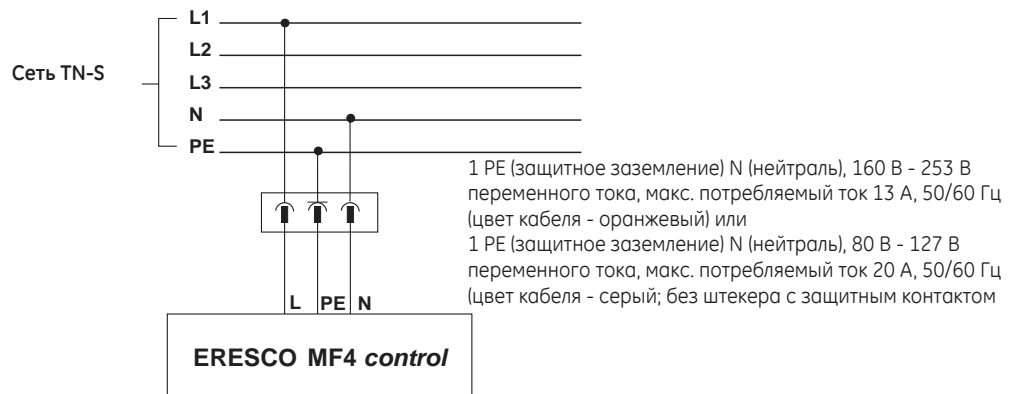 L1
L2
Сеть TN-S
L3
N
PE
1 PE (защитное заземление) N (нейтраль), 160 В - 253 В
переменного тока, макс. потребляемый ток 13 А, 50/60 Гц
(цвет кабеля - оранжевый) или
1 PE (защитное заземление) N (нейтраль), 80 В - 127 В
переменного тока, макс. потребляемый ток 20 А, 50/60 Гц
(цвет кабеля - серый; без штекера с защитным контактом
L PE N
ERESCO MF4 control